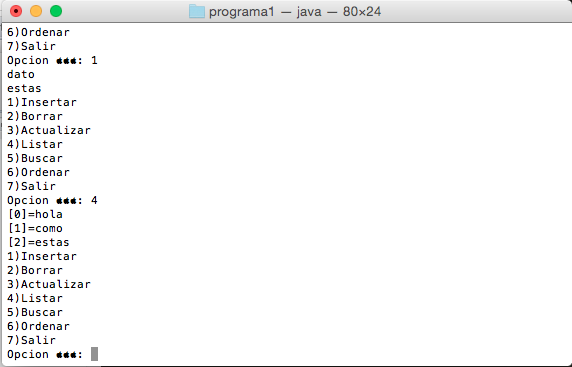 programa1 — java — 80×24
6)Ordenar
7)Salir
Opcion : 1
dato
estas
1)Insertar
2)Borrar
3)Actualizar
4)Listar
5)Buscar
6)Ordenar
7)Salir
Opcion : 4
[0]=hola
[1]=como
[2]=estas
1)Insertar
2)Borrar
3)Actualizar
4)Listar
5)Buscar
6)Ordenar
7)Salir
Opcion :